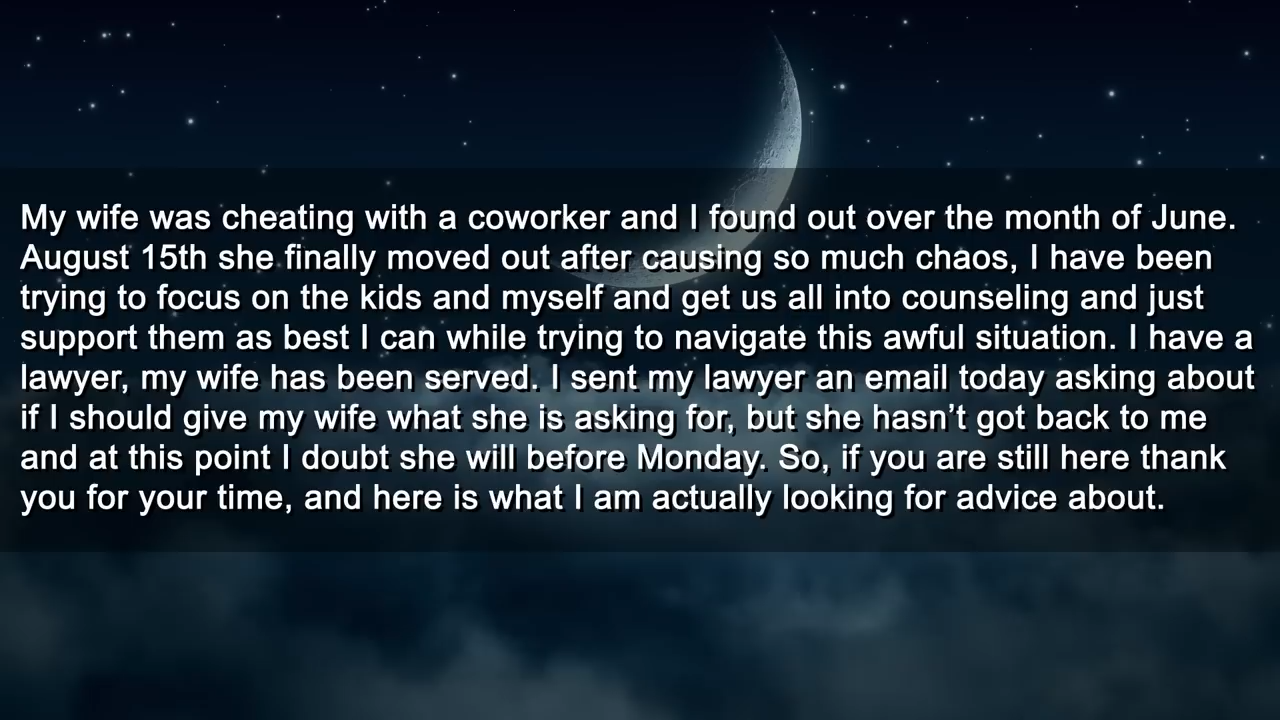 My wife was cheating with a coworker and I found out over the month of June.
August 15th she finally moved out after causing so much chaos, I have been
trying to focus on the kids and myself and get us all into counseling and just
support them as best I can while trying to navigate this awful situation. I have a
lawyer, my wife has been served. I sent my lawyer an email today asking about
if I should give my wife what she is asking for, but she hasn’t got back to me
and at this point I doubt she will before Monday. So, if you are still here thank
you for your time, and here is what I am actually looking for advice about.